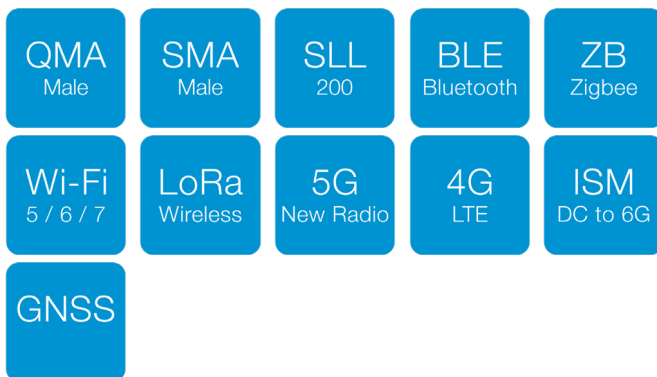 QMA
Male
SMA
Male
SLL
200
BLE
Bluetooth
ZB
Zigbee
Wi-Fi
5 / 6 / 7
LoRa
Wireless
5G
New Radio
4G
LTE
ISM
DC to 6G
GNSS